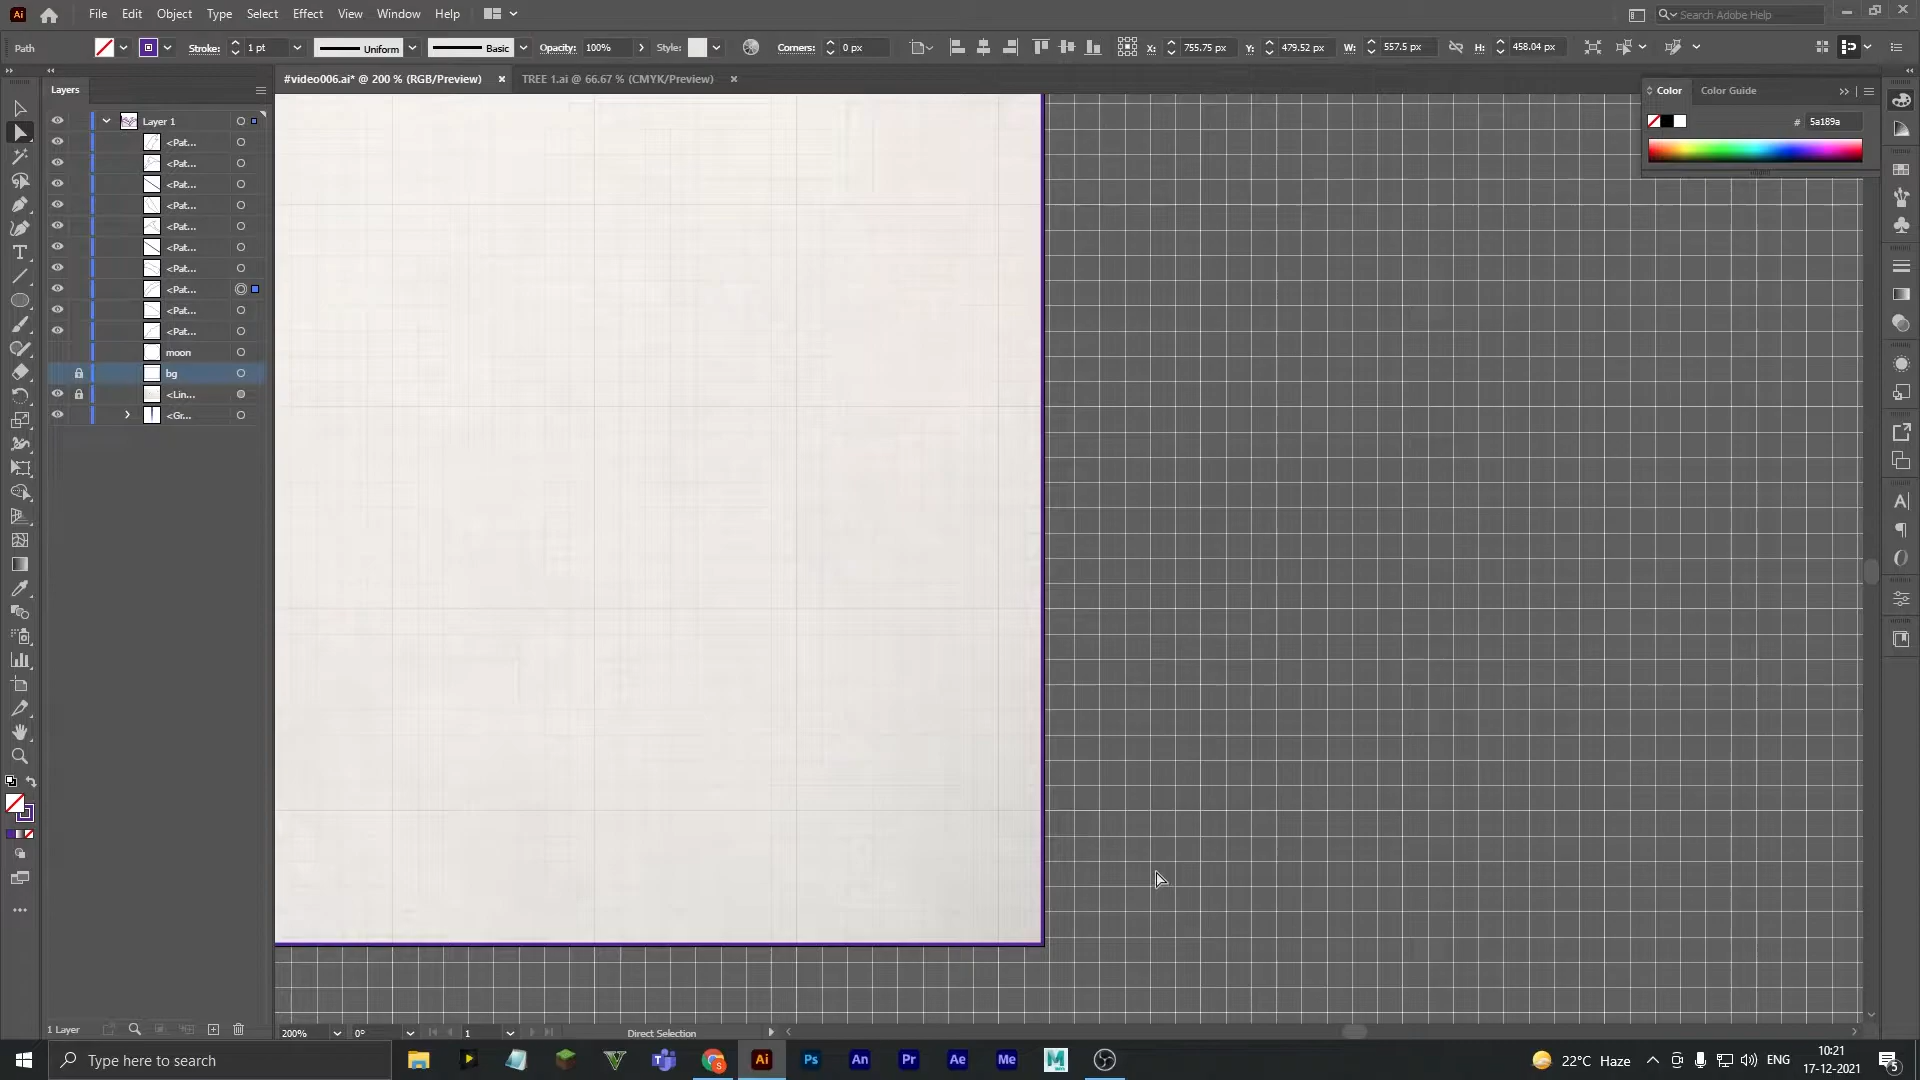 Ai File Edit Object Type Select Effect View Window Help Search Adobe Help
Path Stroke: 1 pt Uniform Basic Opacity: 100% Style: Corners: 0 px X: 755.75 px Y: 479.52 px W: 557.5 px H: 458.04 px
Layers #video006.ai* @ 200 % (RGB/Preview) TREE 1.ai @ 66.67 % (CMYK/Preview)
Color Color Guide
# 5a189a
Layer 1
<Pat...
<Pat...
<Pat...
<Pat...
<Pat...
<Pat...
<Pat...
<Pat...
<Pat...
<Pat...
moon
bg
<Lin...
<Gr...
1 Layer 200% 0° 1 Direct Selection
Type here to search Ai Ps An Pr Ae Me M 22°C Haze ENG 10:21
17-12-2021 5